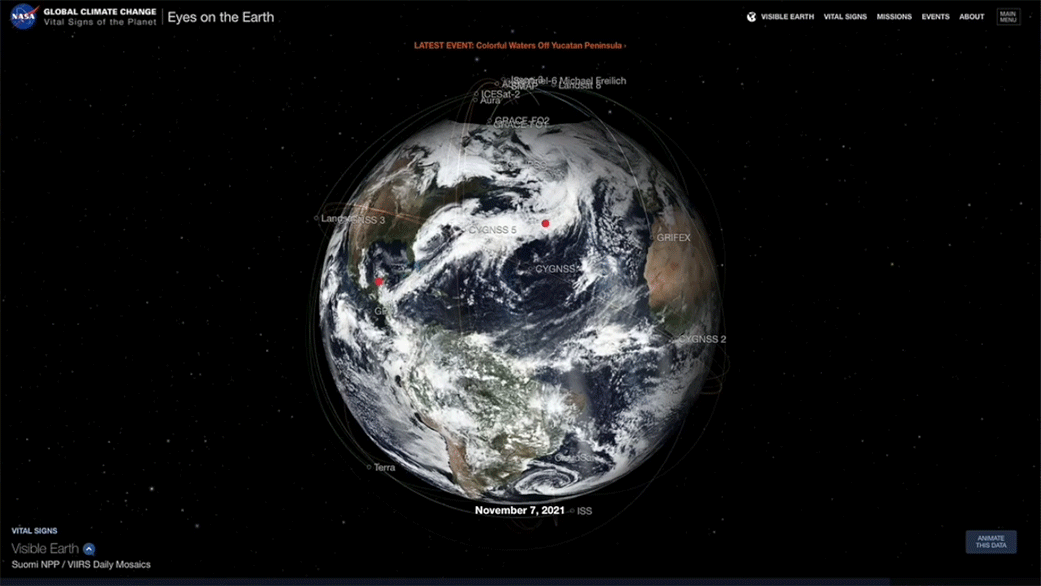 NASA
GLOBAL CLIMATE CHANGE
Vital Signs of the Planet
Eyes on the Earth
VISIBLE EARTH
VITAL SIGNS
MISSIONS
EVENTS
ABOUT
MAIN
MENU
LATEST EVENT: Colorful Waters Off Yucatan Peninsula ›
Sentinel-6 Michael Freilich
SMAP
Landsat 8
ICESat-2
Aura
GRACE-FO2
GRACE-FO1
CYGNSS 5
GRIFEX
CYGNSS
CYGNSS 2
Terra
November 7, 2021
ISS
VITAL SIGNS
Visible Earth
Suomi NPP / VIIRS Daily Mosaics
ANIMATE
THIS DATA